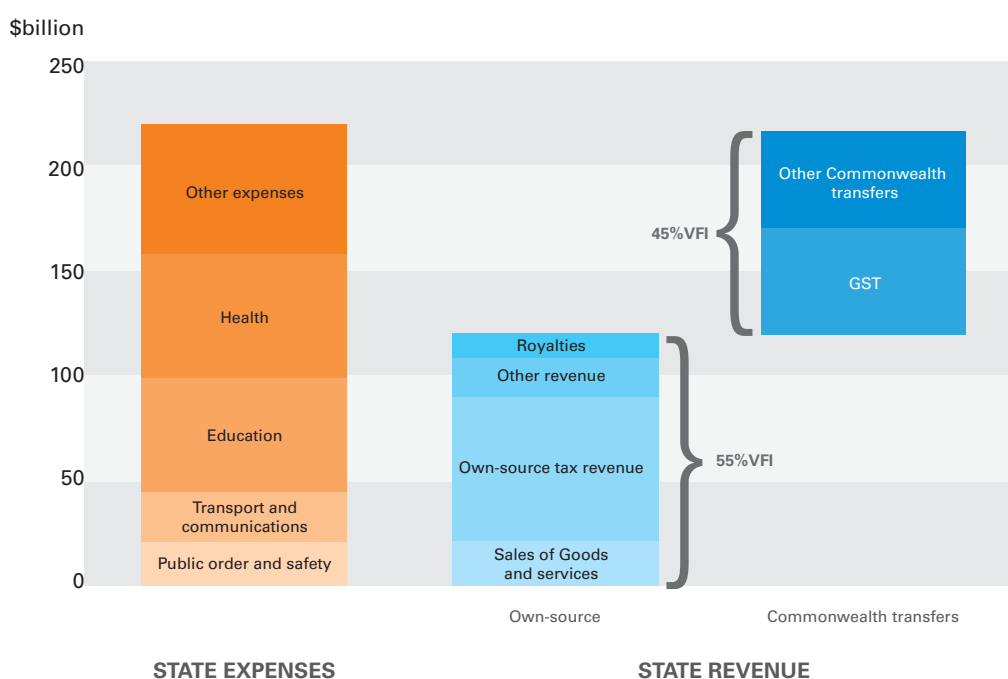 $billion
250
200
150
100
50
0
Other expenses
Health
Education
Transport and
communications
Public order and safety
Royalties
Other revenue
Own-source tax revenue
Sales of Goods
and services
55%VFI
45%VFI
Other Commonwealth
transfers
GST
Own-source
Commonwealth transfers
STATE EXPENSES
STATE REVENUE